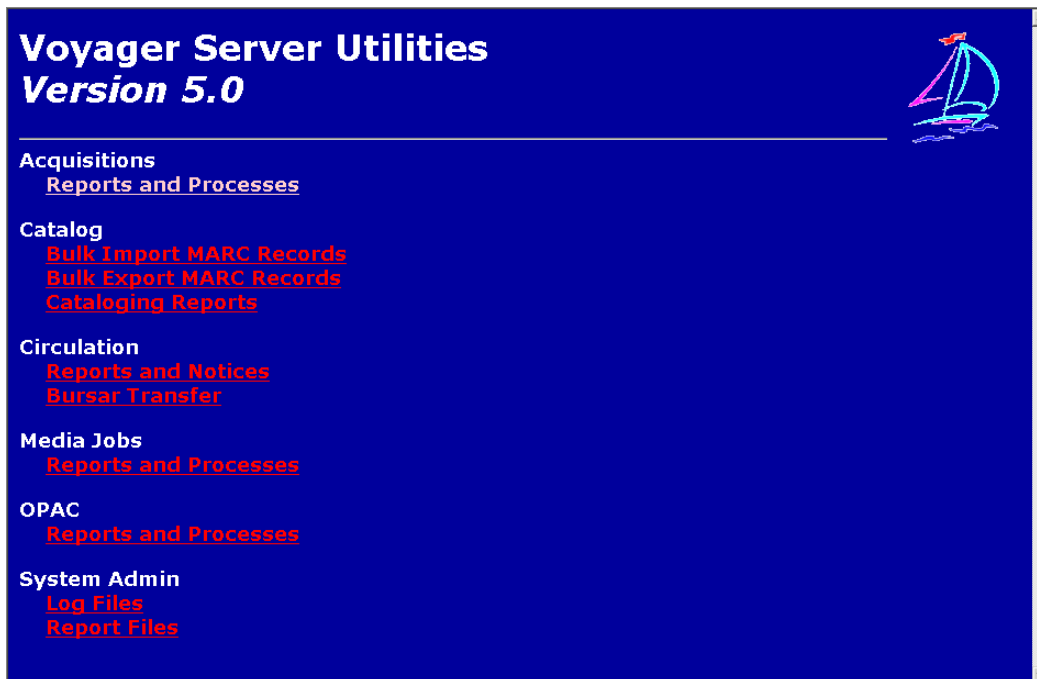 Voyager Server Utilities
Version 5.0
Acquisitions
Reports and Processes
Catalog
Bulk Import MARC Records
Bulk Export MARC Records
Cataloging Reports
Circulation
Reports and Notices
Bursar Transfer
Media Jobs
Reports and Processes
OPAC
Reports and Processes
System Admin
Log Files
Report Files